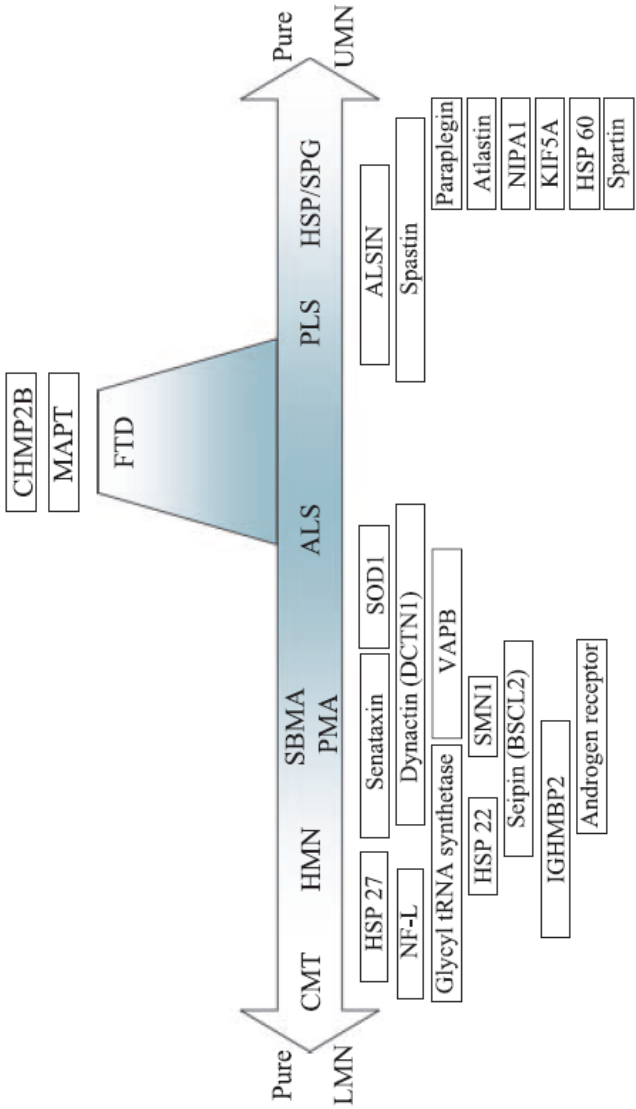 CHMP2B
MAPT
FTD
Pure
LMN
CMT
HMN
SBMA
PMA
ALS
PLS
HSP/SPG
Pure
UMN
HSP 27
Senataxin
SOD1
ALSIN
NF-L
Dynactin (DCTN1)
Spastin
Glycyl tRNA synthetase
VAPB
Paraplegin
HSP 22
SMN1
Atlastin
Seipin (BSCL2)
NIPA1
IGHMBP2
KIF5A
Androgen receptor
HSP 60
Spartin